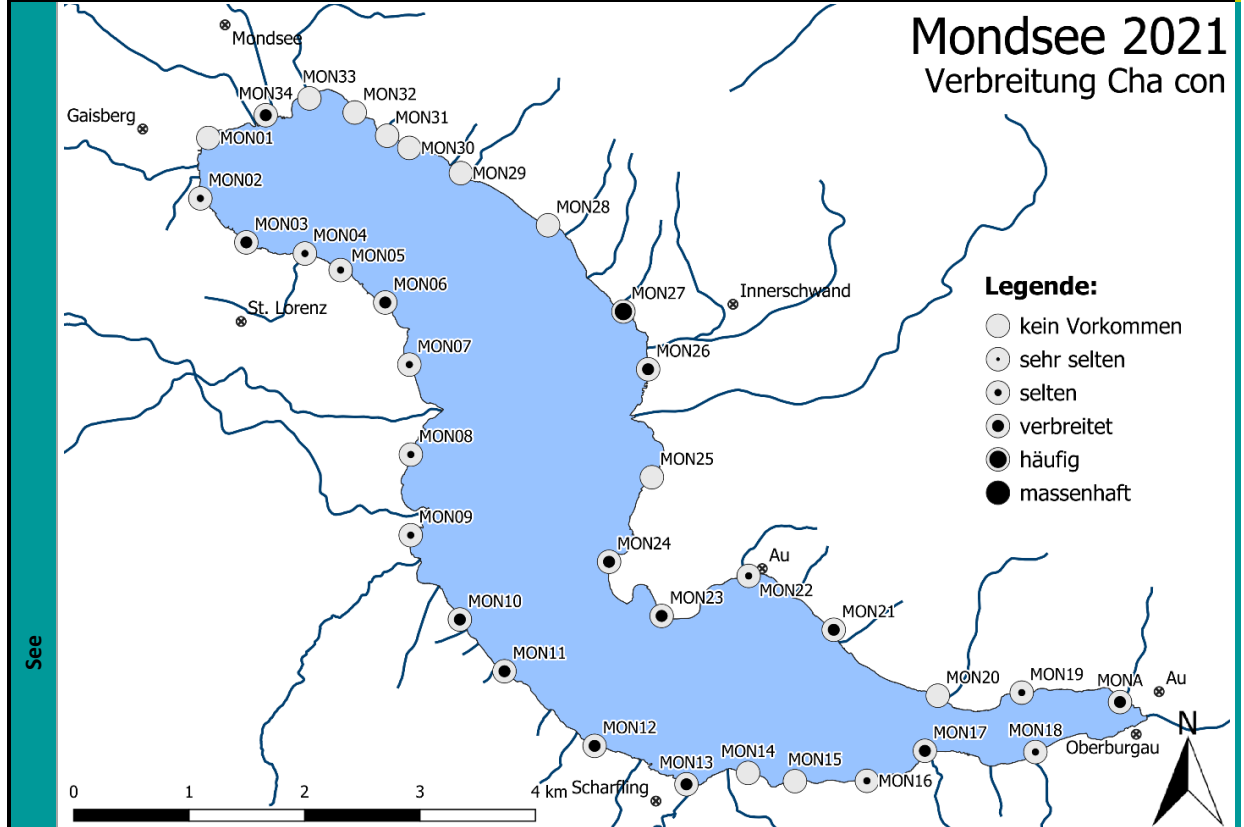 Mondsee 2021
Verbreitung Cha con
Mondsee
MON33
MON34
MON32
Gaisberg
MON31
MON01
MON30
MON29
MON02
MON28
MON03
MON04
MON05
MON06
MON27
Innerschwand
St. Lorenz
MON26
MON07
MON08
MON25
MON09
MON24
Au
MON22
MON10
MON23
MON21
MON11
MON20
MON19
MONA
Au
MON12
MON17
MON18
Oberburgau
MON13
MON14
MON15
MON16
Scharfling
Legende:
kein Vorkommen
sehr selten
selten
verbreitet
häufig
massenhaft
See
N
0 1 2 3 4 km